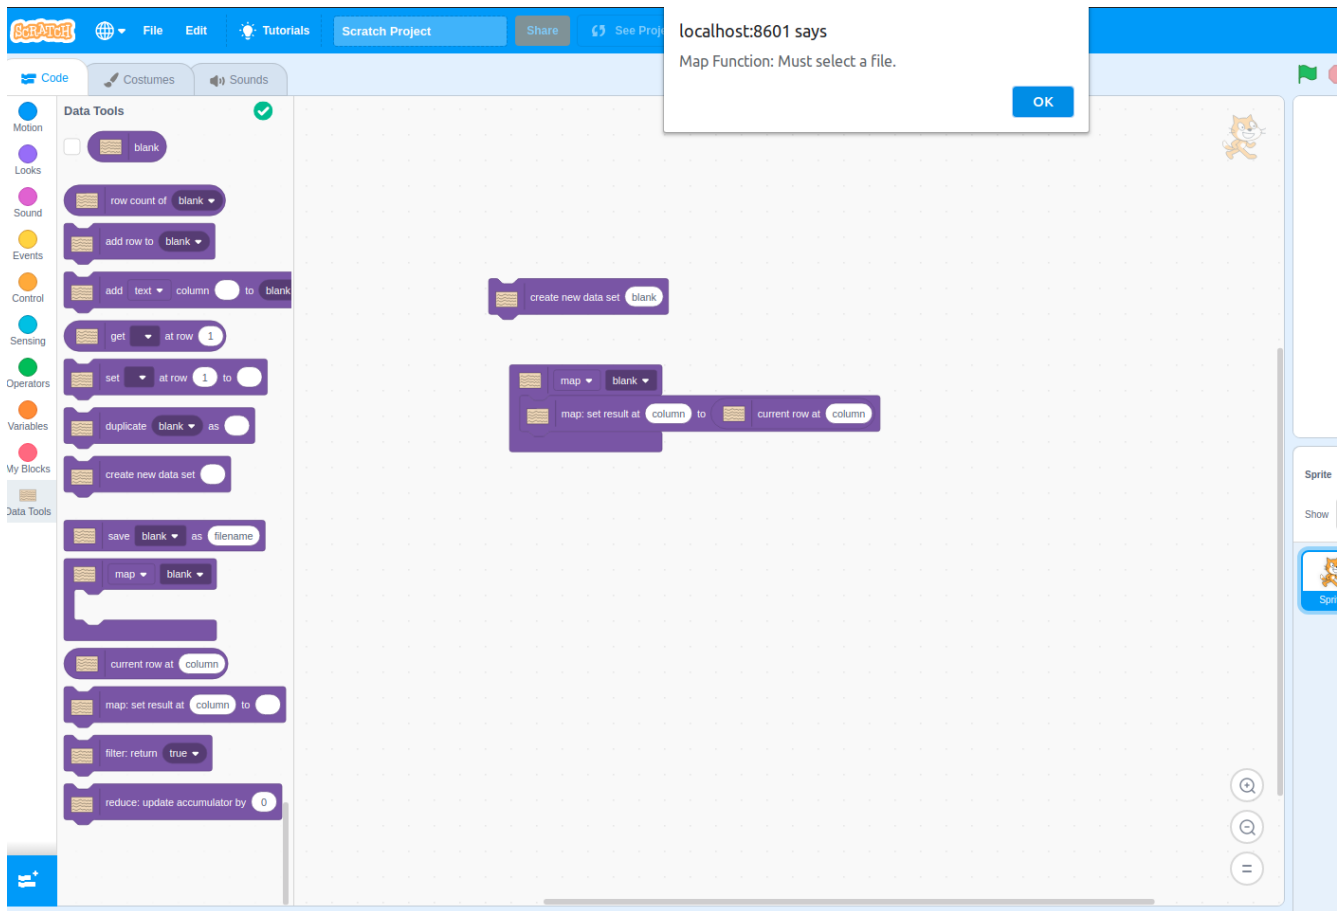 SCRATCH
File
Edit
Tutorials
Scratch Project
Share
See Proj
localhost:8601 says
Map Function: Must select a file.
OK
Code
Costumes
Sounds
Motion
Looks
Sound
Events
Control
Sensing
Operators
Variables
My Blocks
Data Tools
Data Tools
blank
row count of blank
add row to blank
add text column to blank
get at row 1
set at row 1 to
duplicate blank as
create new data set
save blank as filename
map blank
current row at column
map: set result at column to
filter: return true
reduce: update accumulator by 0
create new data set blank
map blank
map: set result at column to current row at column
Sprite
Show
Spri